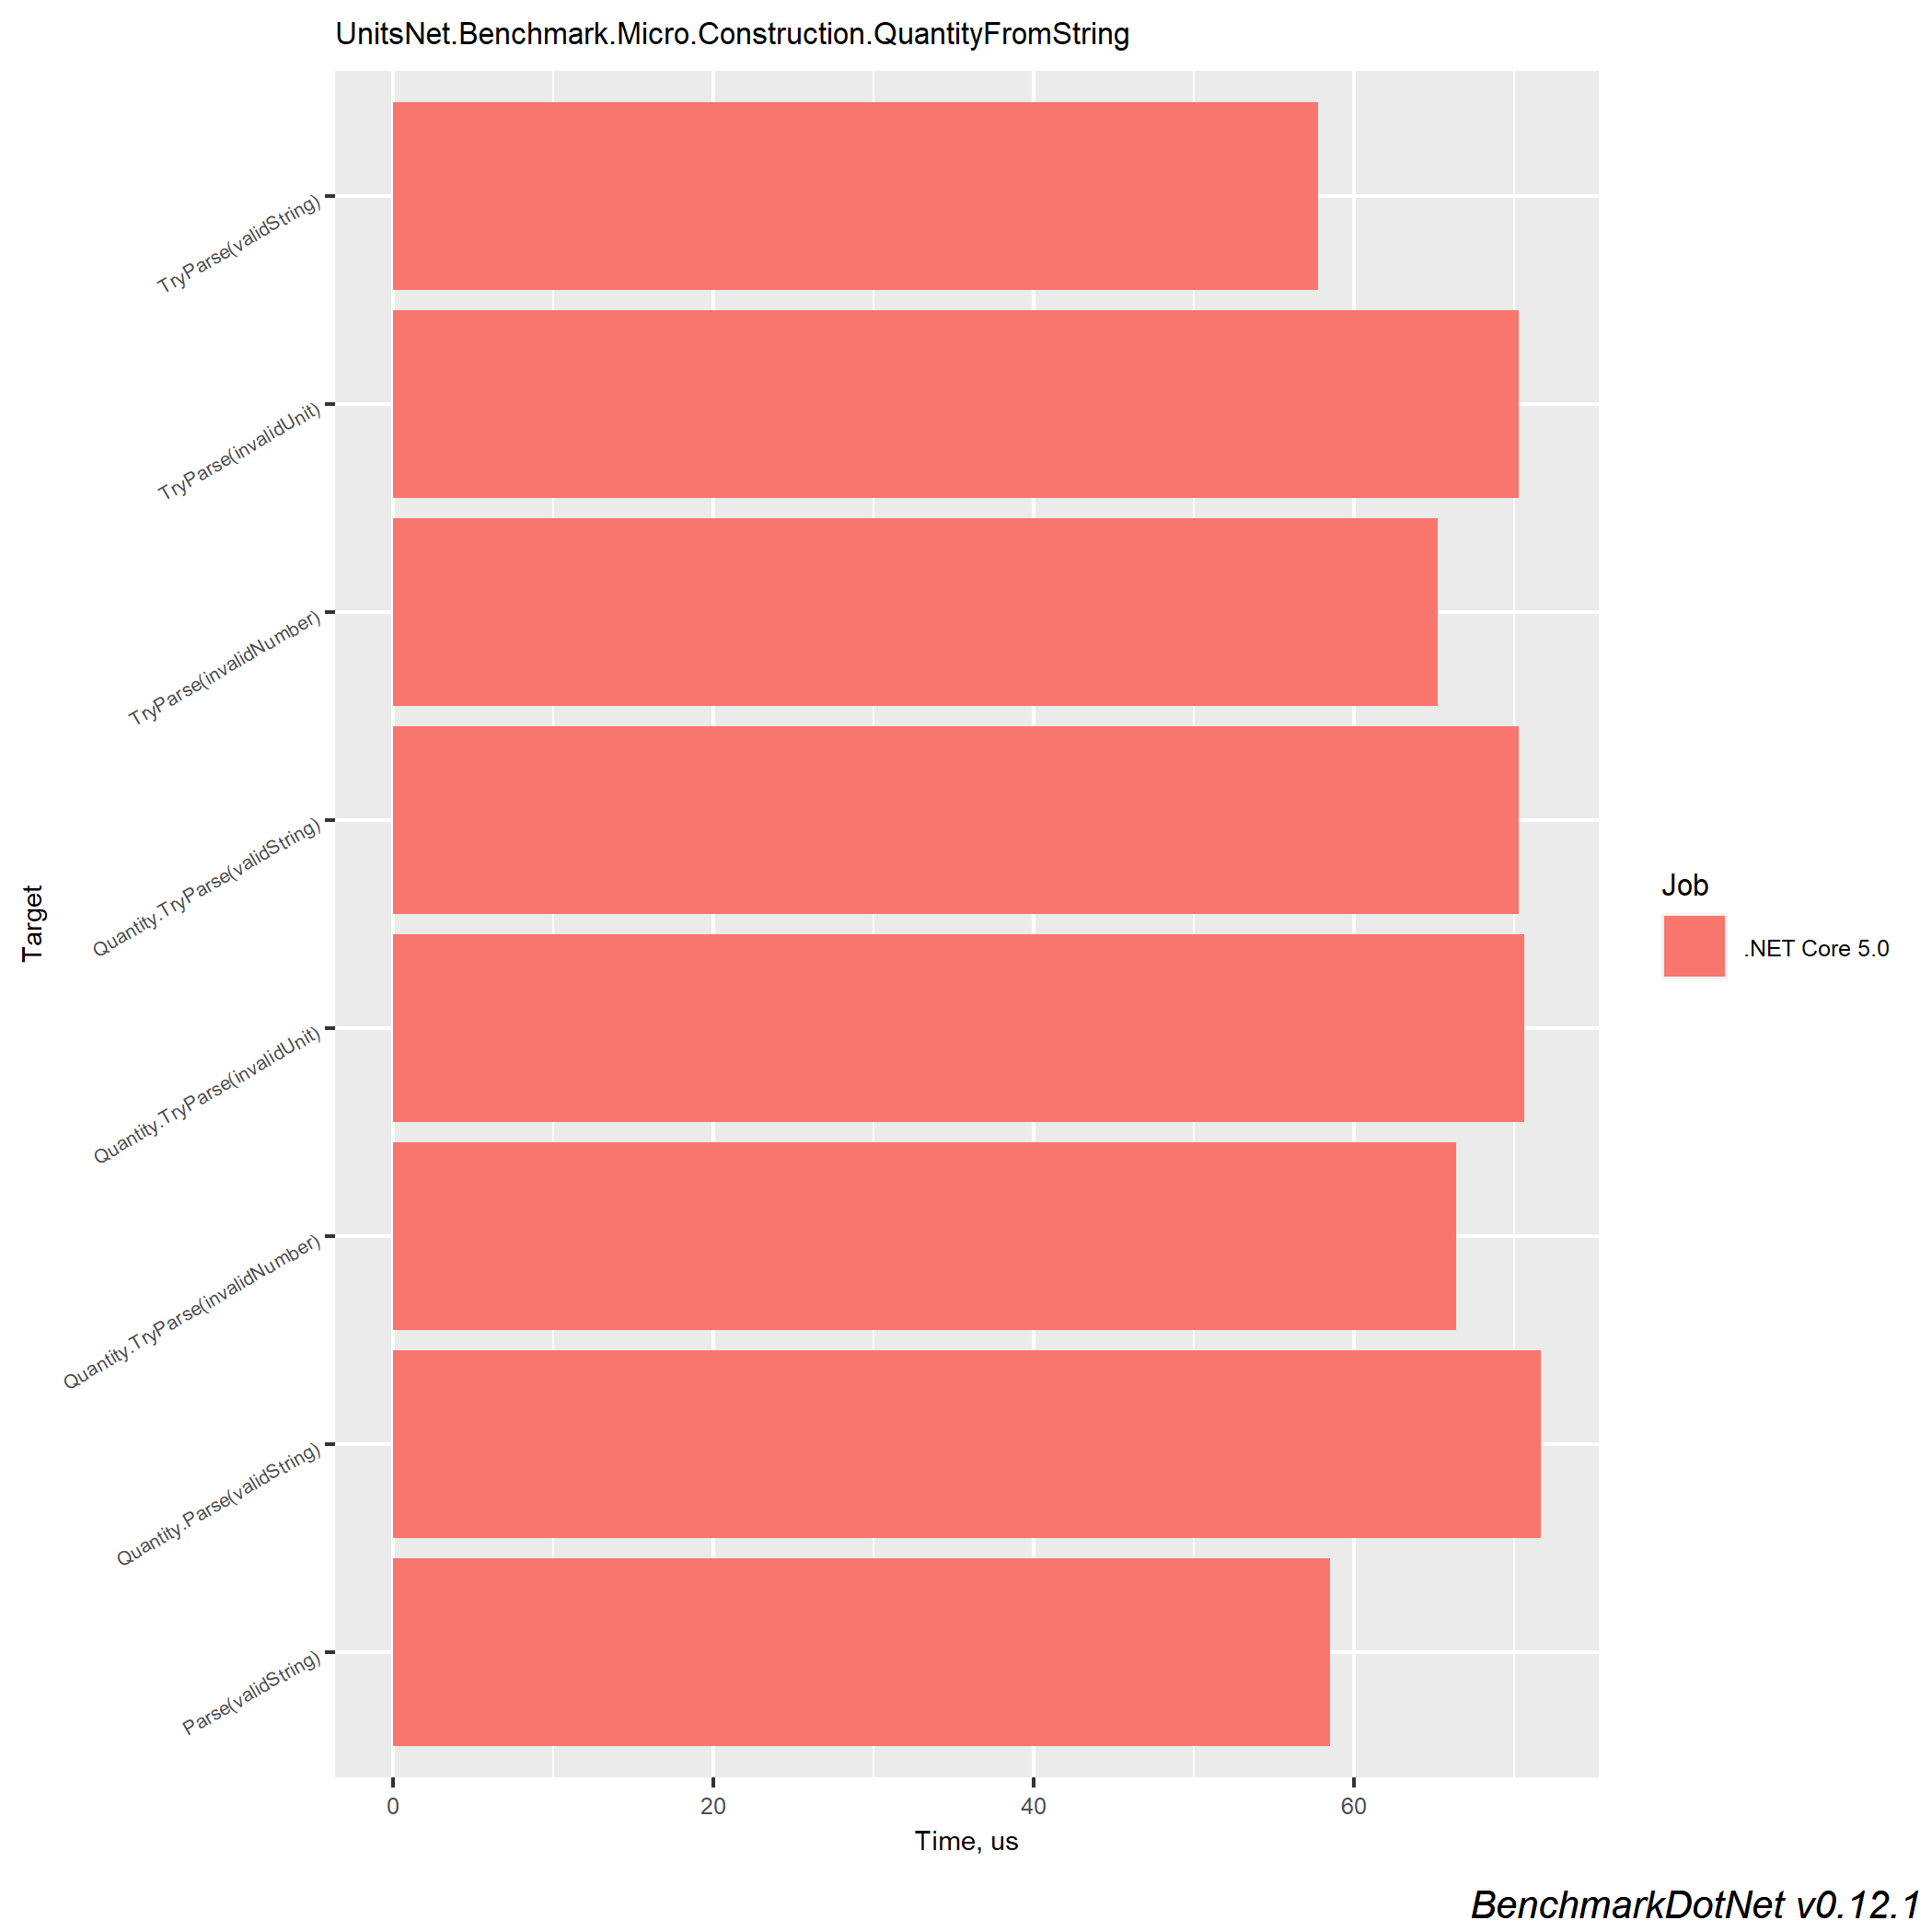 UnitsNet.Benchmark.Micro.Construction.QuantityFromString
TryParse(validString)
TryParse(invalidUnit)
TryParse(invalidNumber)
Quantity.TryParse(validString)
Quantity.TryParse(invalidUnit)
Quantity.TryParse(invalidNumber)
Quantity.Parse(validString)
Parse(validString)
Target
0 20 40 60
Time, us
Job
.NET Core 5.0
BenchmarkDotNet v0.12.1